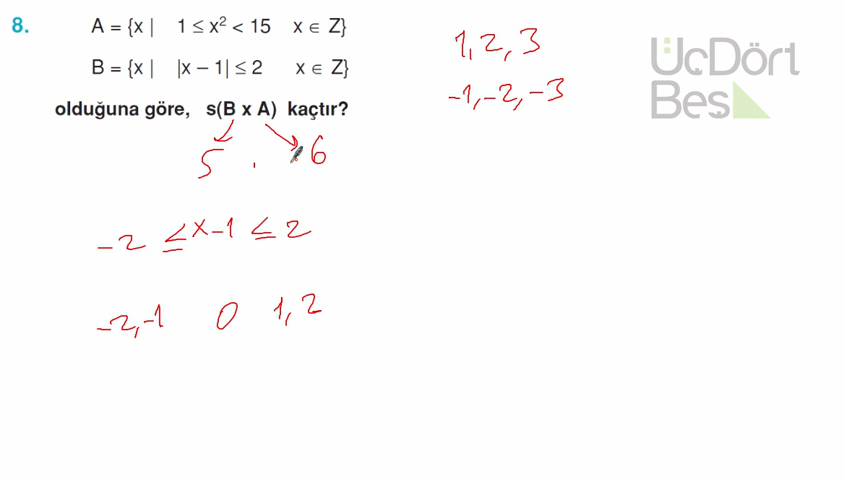 8. A = {x | 1 ≤ x² < 15 x ∈ Z}
B = {x | |x − 1| ≤ 2 x ∈ Z}
olduğuna göre, s(B x A) kaçtır?
1, 2, 3
-1, -2, -3
ÜçDört
Beş
5 . 6
-2 ≤ x-1 ≤ 2
-2, -1 0 1, 2